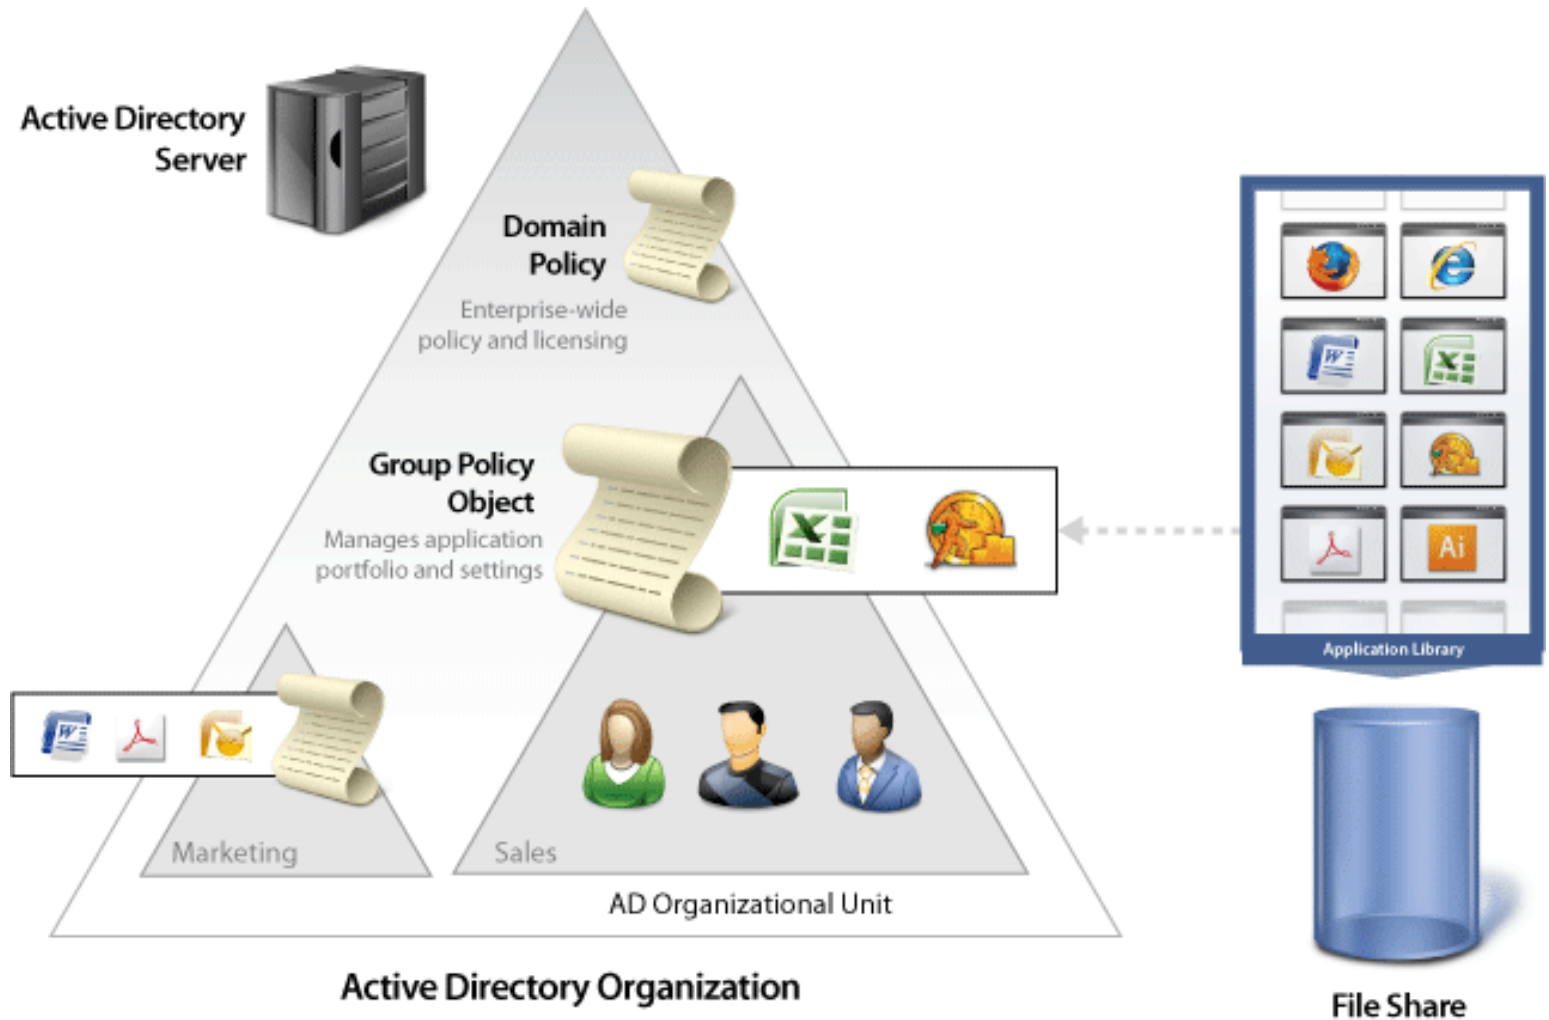 Active Directory
Server
Domain
Policy
Enterprise-wide
policy and licensing
Group Policy
Object
Manages application
portfolio and settings
Marketing
Sales
AD Organizational Unit
Active Directory Organization
W
X
Ai
Application Library
File Share
X
W